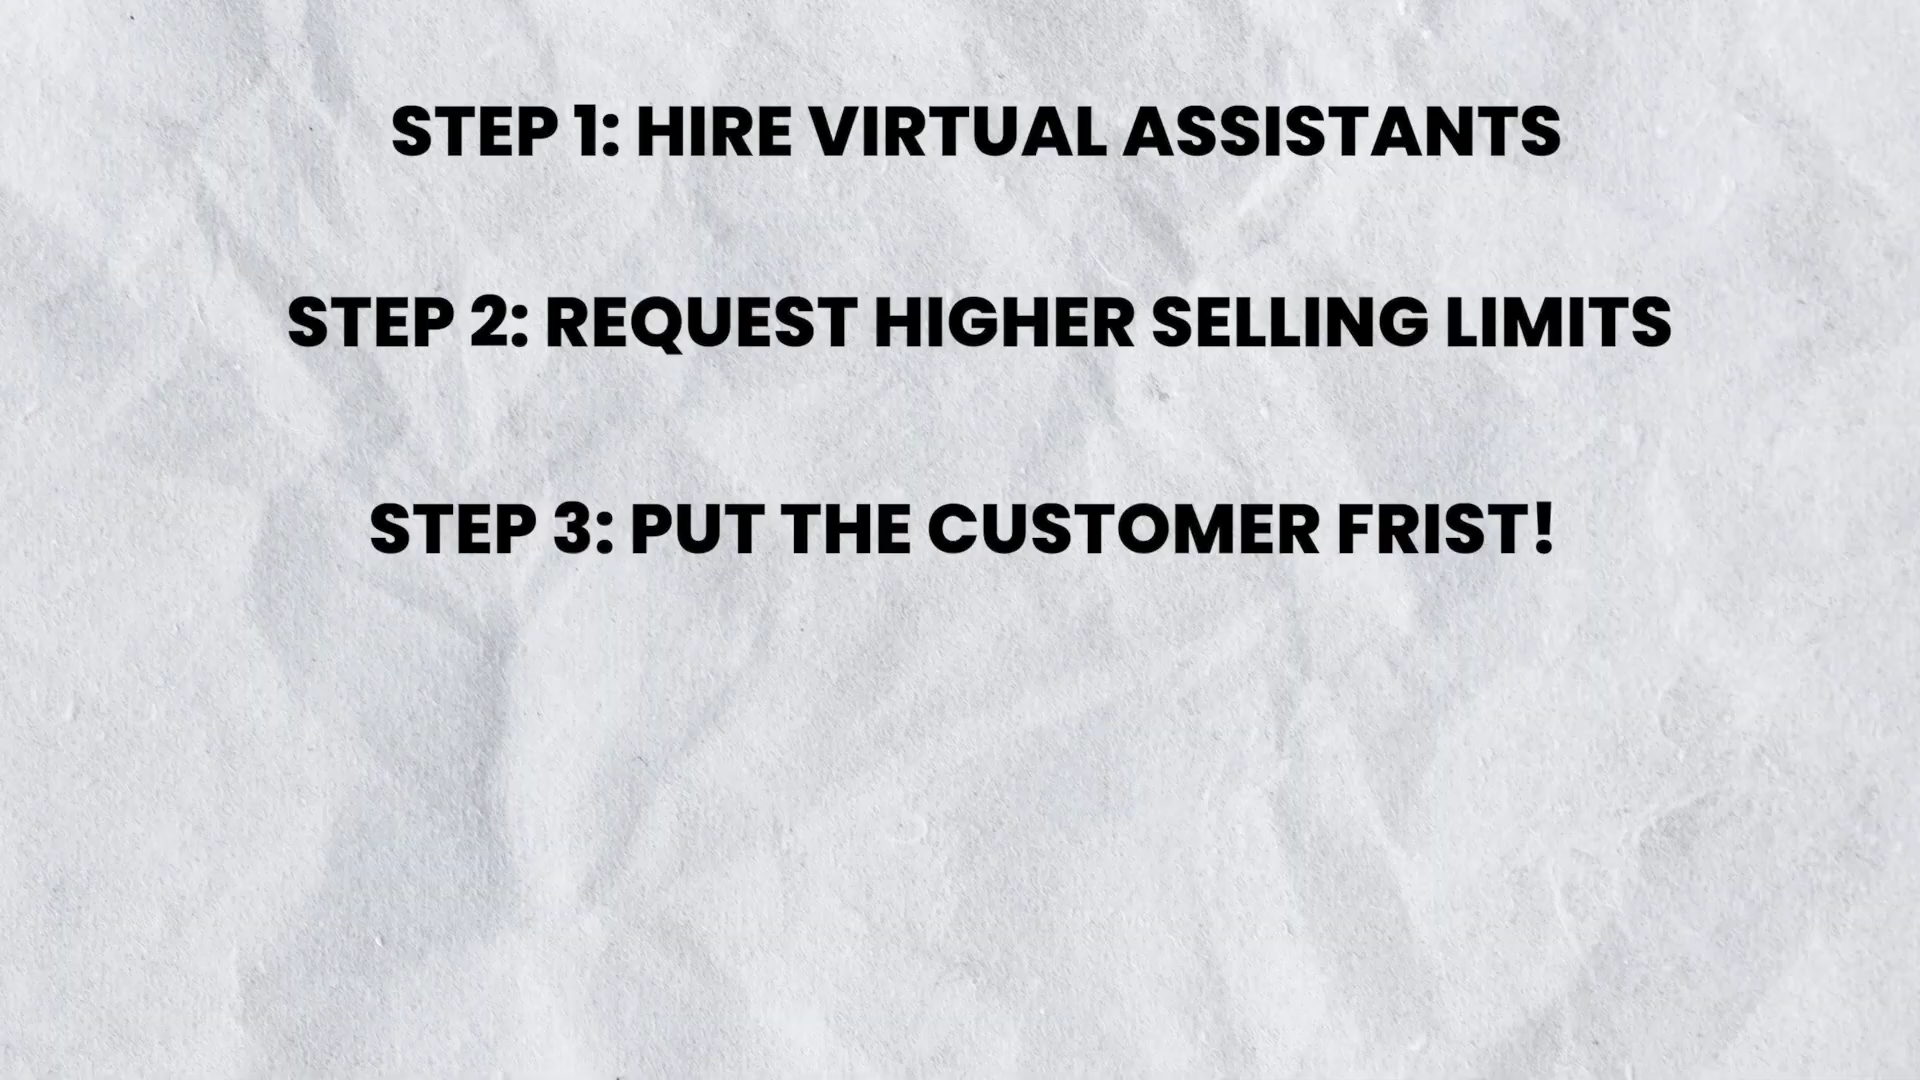 STEP 1: HIRE VIRTUAL ASSISTANTS
STEP 2: REQUEST HIGHER SELLING LIMITS
STEP 3: PUT THE CUSTOMER FRIST!